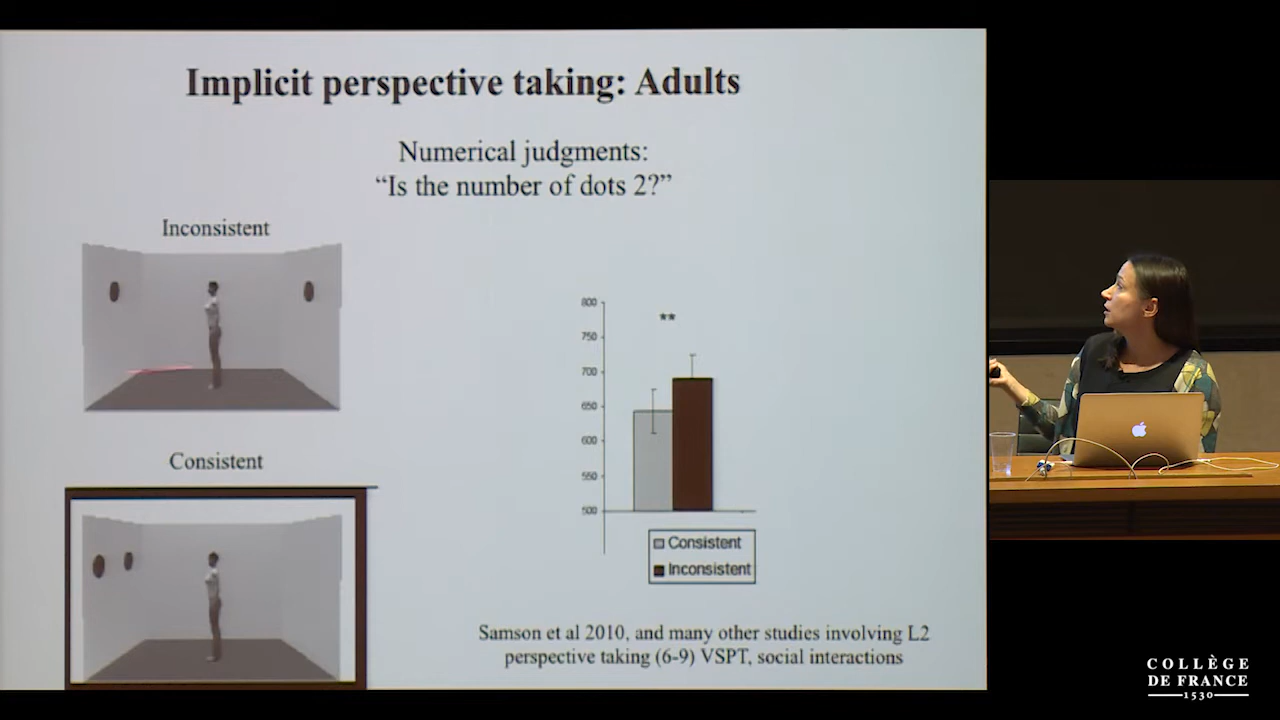 Implicit perspective taking: Adults
Numerical judgments:
“Is the number of dots 2?”
Inconsistent
Consistent
800
750
700
650
600
550
500
**
Consistent
Inconsistent
Samson et al 2010, and many other studies involving L2
perspective taking (6-9) VSPT, social interactions
COLLÈGE
DE FRANCE
1530